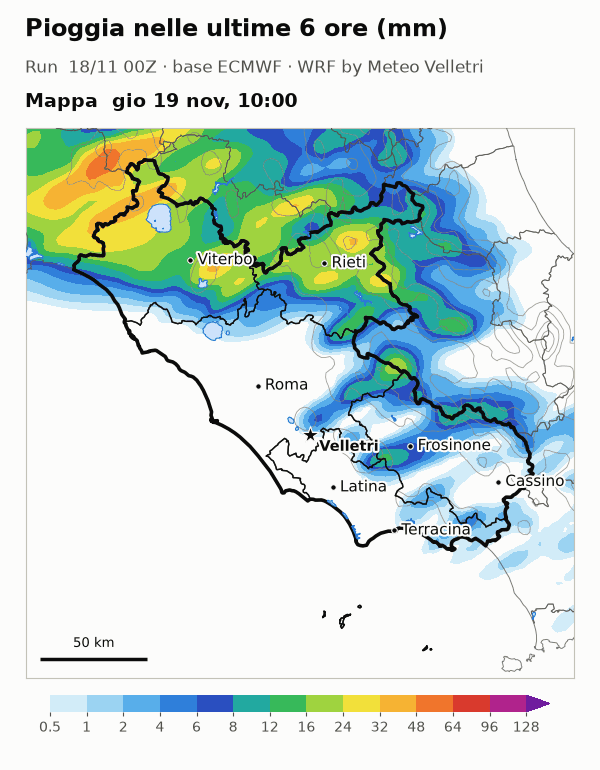 Pioggia nelle ultime 6 ore (mm)
Run  18/11 00Z · base ECMWF · WRF by Meteo Velletri
Mappa  gio 19 nov, 10:00
Viterbo
Rieti
Roma
Velletri
Frosinone
Cassino
Latina
Terracina
50 km
0.5 1 2 4 6 8 12 16 24 32 48 64 96 128